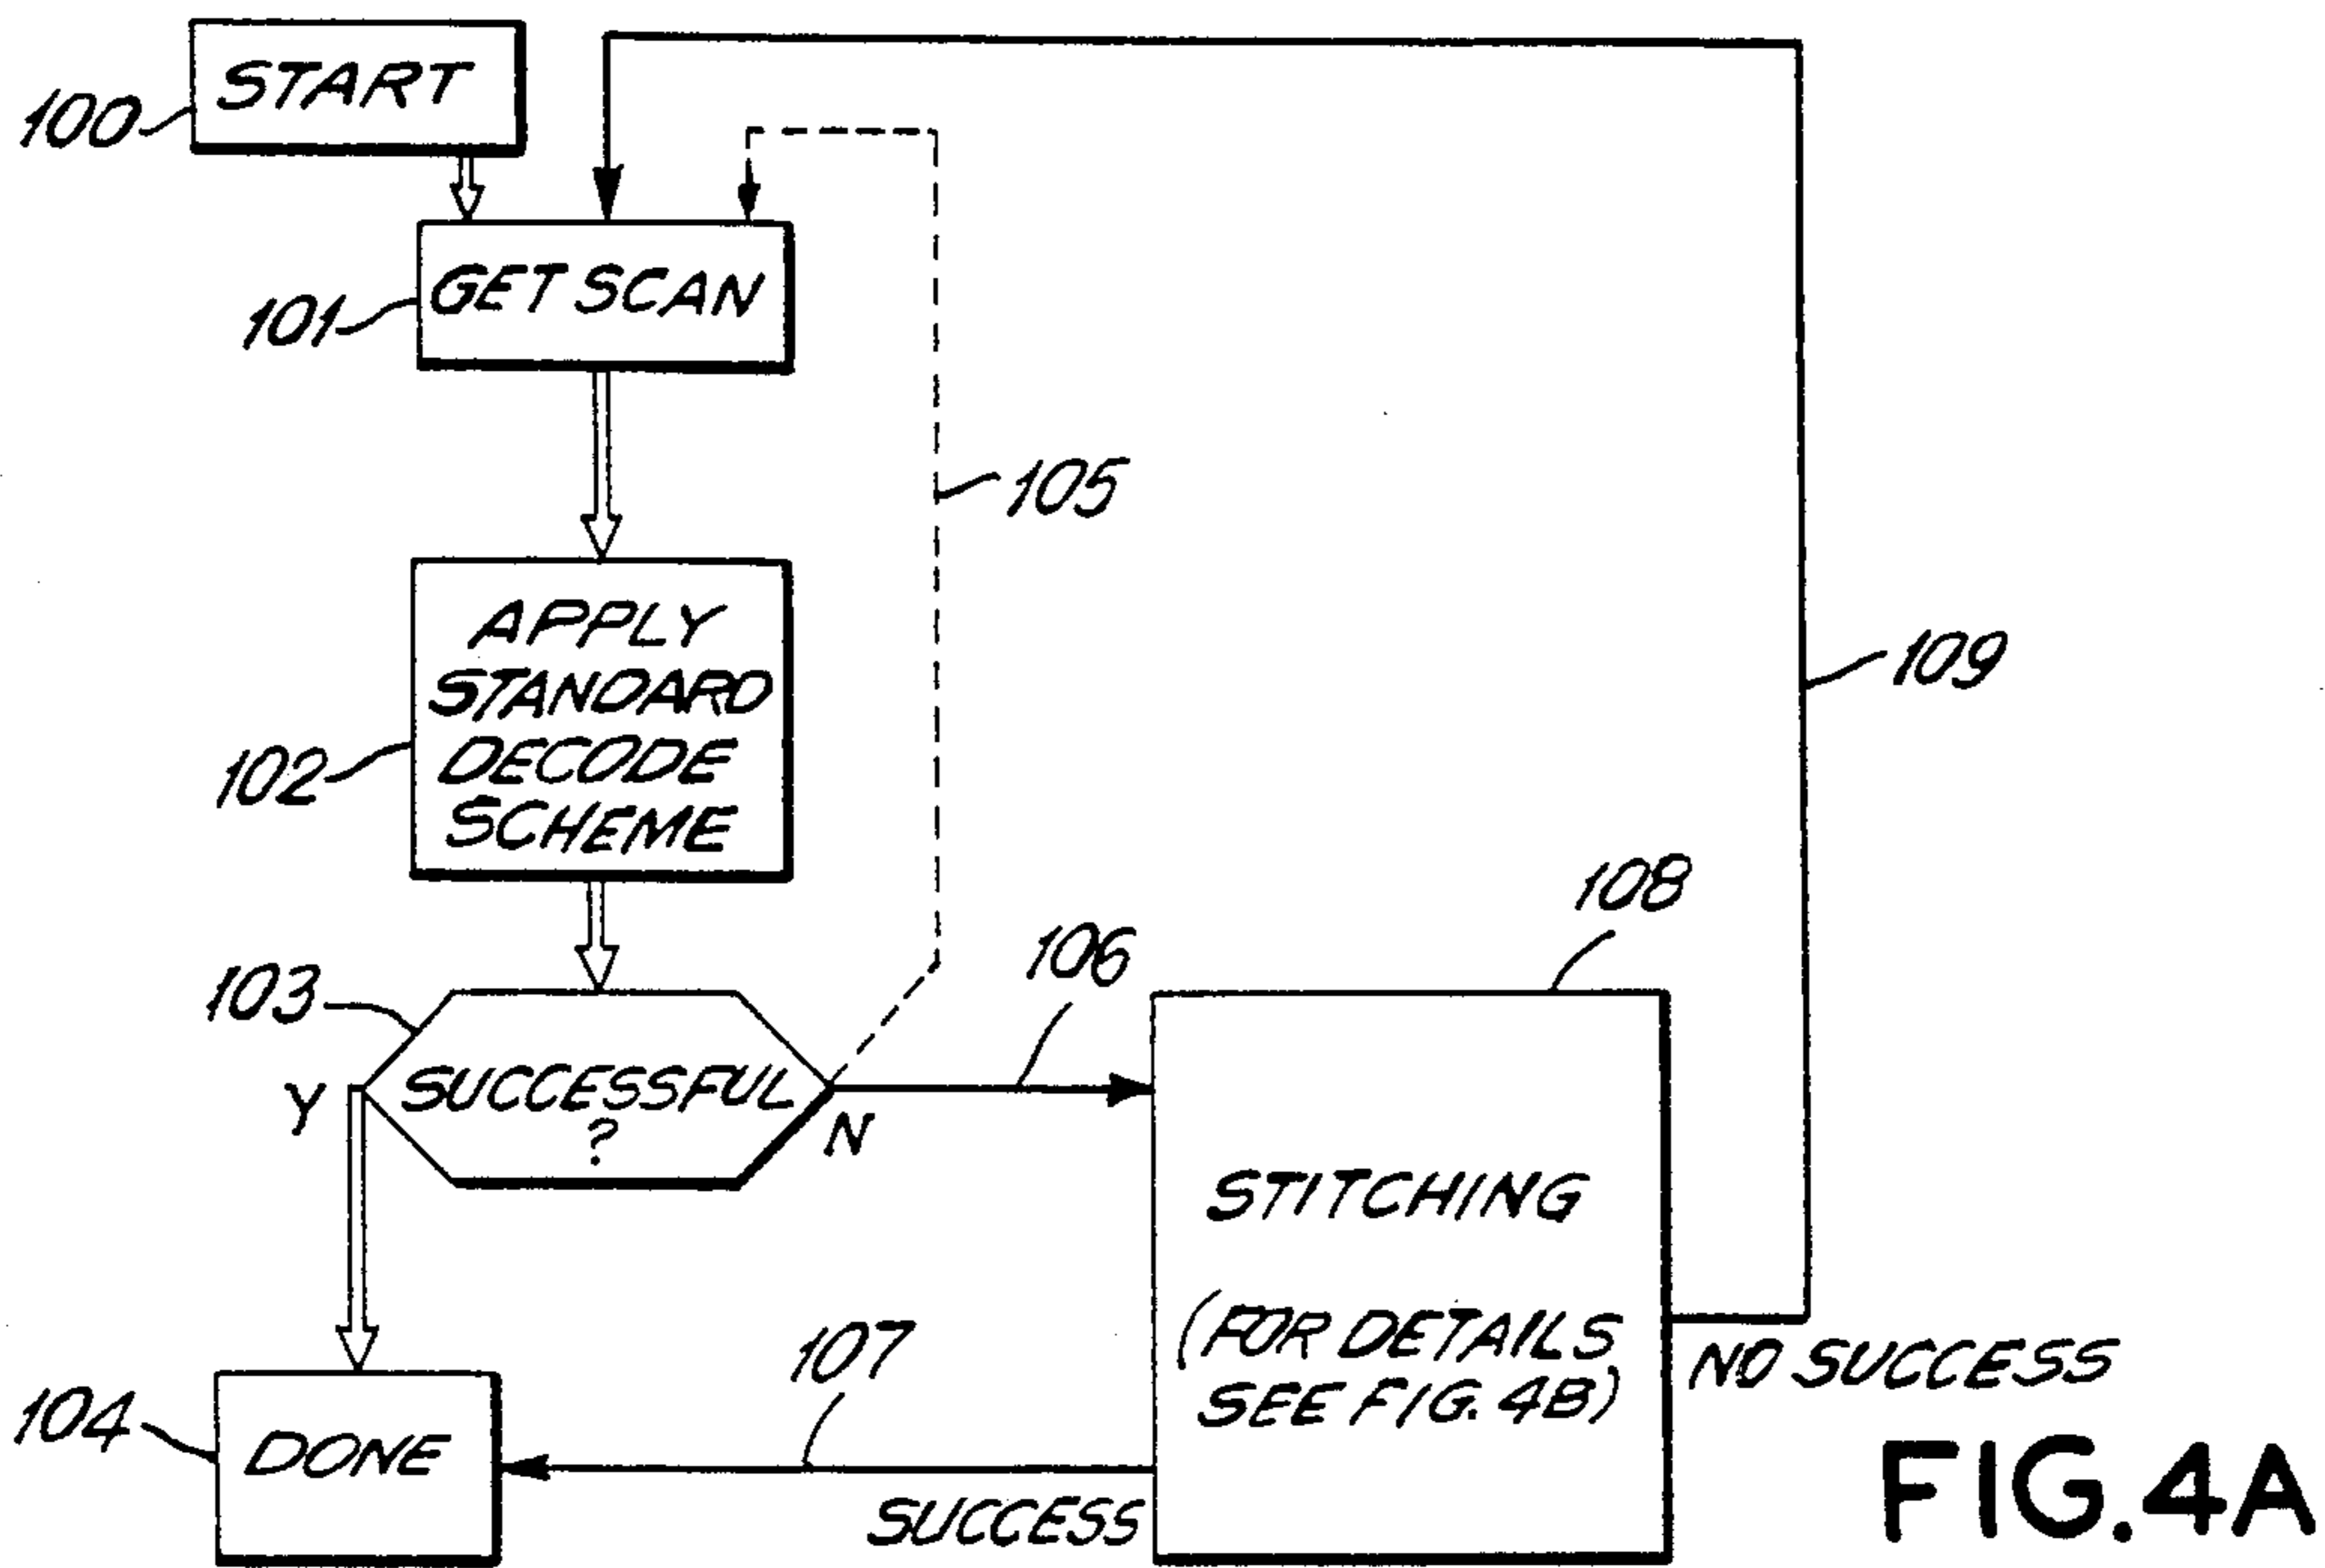 START
100
GET SCAN
101
105
APPLY
STANDARD
DECODE
SCHEME
102
109
108
106
103
SUCCESSFUL
?
Y
N
STITCHING
(FOR DETAILS
SEE FIG. 4B)
NO SUCCESS
107
104
DONE
SUCCESS
FIG.4A